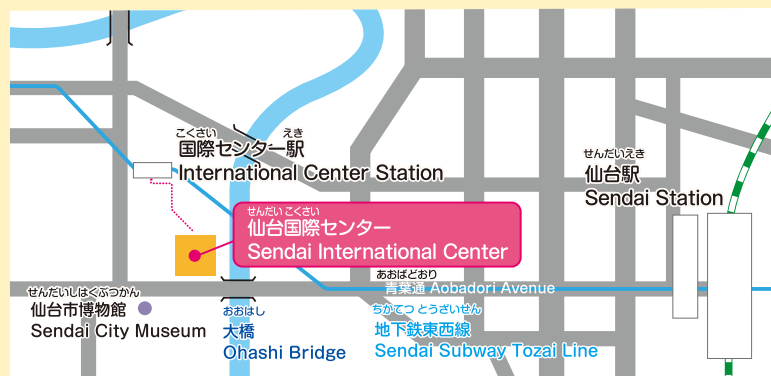 こくさい えき
国際センター駅
International Center Station
せんだいえき
仙台駅
Sendai Station
せんだい こくさい
仙台国際センター
Sendai International Center
あおばどおり
青葉通 Aobadori Avenue
せんだいしはくぶつかん
仙台市博物館
Sendai City Museum
おおはし
大橋
Ohashi Bridge
ちかてつ とうざいせん
地下鉄東西線
Sendai Subway Tozai Line